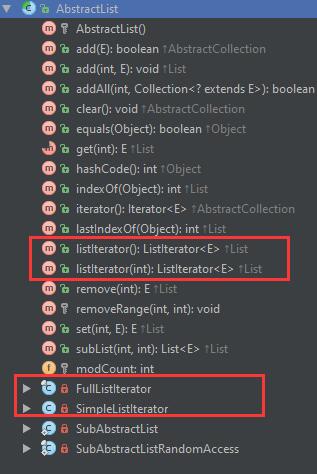 AbstractList
AbstractList()
add(E): boolean ↑AbstractCollection
add(int, E): void ↑List
addAll(int, Collection<? extends E>): boolean ↑
clear(): void ↑AbstractCollection
equals(Object): boolean ↑Object
get(int): E ↑List
hashCode(): int ↑Object
indexOf(Object): int ↑List
iterator(): Iterator<E> ↑AbstractCollection
lastIndexOf(Object): int ↑List
listIterator(): ListIterator<E> ↑List
listIterator(int): ListIterator<E> ↑List
remove(int): E ↑List
removeRange(int, int): void
set(int, E): E ↑List
subList(int, int): List<E> ↑List
modCount: int
FullListIterator
SimpleListIterator
SubAbstractList
SubAbstractListRandomAccess